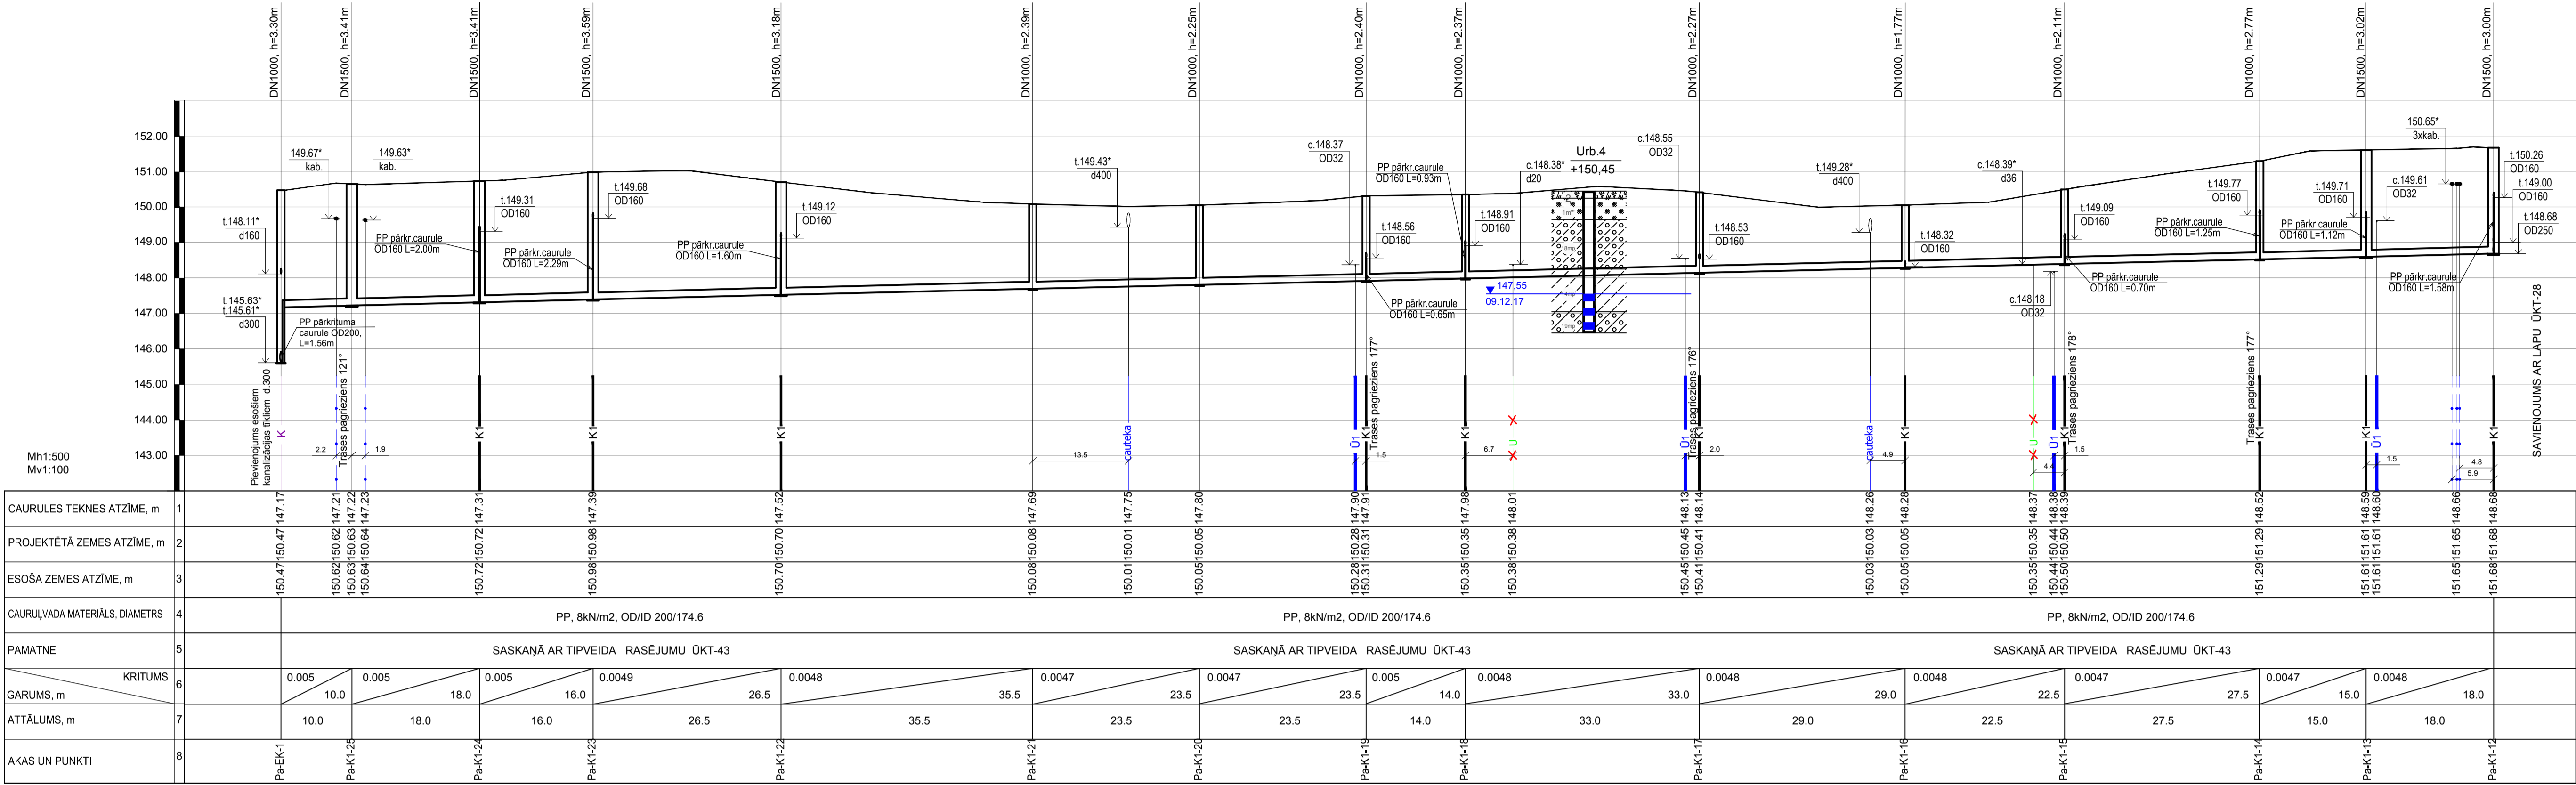 DN1000, h=3.30m
DN1500, h=3.41m
DN1500, h=3.41m
DN1500, h=3.59m
DN1500, h=3.18m
DN1000, h=2.39m
DN1000, h=2.25m
DN1000, h=2.40m
DN1000, h=2.37m
DN1000, h=2.27m
DN1000, h=1.77m
DN1000, h=2.11m
DN1000, h=2.77m
DN1500, h=3.02m
DN1500, h=3.00m
152.00
151.00
150.00
149.00
148.00
147.00
146.00
145.00
144.00
143.00
Mh1:500
Mv1:100
149.67*
kab.
149.63*
kab.
t.148.11*
d160
t.145.63*
t.145.61*
d300
PP pārkrituma
caurule OD200,
L=1.56m
t.149.31
OD160
PP pārkr.caurule
OD160 L=2.00m
t.149.68
OD160
PP pārkr.caurule
OD160 L=2.29m
t.149.12
OD160
PP pārkr.caurule
OD160 L=1.60m
t.149.43*
d400
c.148.37
OD32
t.148.56
OD160
PP pārkr.caurule
OD160 L=0.65m
PP pārkr.caurule
OD160 L=0.93m
t.148.91
OD160
c.148.38*
d20
Urb.4
+150,45
1m
147,55
09.12.17
c.148.55
OD32
t.148.53
OD160
t.149.28*
d400
t.148.32
OD160
c.148.39*
d36
c.148.18
OD32
t.149.09
OD160
PP pārkr.caurule
OD160 L=0.70m
t.149.77
OD160
PP pārkr.caurule
OD160 L=1.25m
t.149.71
OD160
PP pārkr.caurule
OD160 L=1.12m
c.149.61
OD32
150.65*
3xkab.
t.150.26
OD160
t.149.00
OD160
t.148.68
OD250
PP pārkr.caurule
OD160 L=1.58m
SAVIENOJUMS AR LAPU ŪKT-28
Pievienojums esošiem
kanalizācijas tīkliem d.300
K
2.2
Trases pagrieziens 121°
1.9
K1
K1
K1
13.5
cauteka
Ū1
K1
Trases pagrieziens 177°
1.5
K1
6.7
U
Ū1
Trases pagrieziens 176°
K1
2.0
cauteka
4.9
K1
U
4.4
Ū1
K1
Trases pagrieziens 178°
1.5
Trases pagrieziens 177°
K1
K1
Ū1
1.5
4.8
5.9
K1
CAURULES TEKNES ATZĪME, m 1
147.17 147.21 147.22 147.23 147.31 147.39 147.52 147.69 147.75 147.80 147.90 147.91 147.98 148.01 148.13 148.14 148.26 148.28 148.37 148.38 148.39 148.52 148.59 148.60 148.66 148.68
PROJEKTĒTĀ ZEMES ATZĪME, m 2
150.47 150.62 150.63 150.64 150.72 150.98 150.70 150.08 150.01 150.05 150.28 150.31 150.35 150.38 150.45 150.41 150.03 150.05 150.35 150.44 150.50 151.29 151.61 151.61 151.65 151.68
ESOŠA ZEMES ATZĪME, m 3
150.47 150.62 150.63 150.64 150.72 150.98 150.70 150.08 150.01 150.05 150.28 150.31 150.35 150.38 150.45 150.41 150.03 150.05 150.35 150.44 150.50 151.29 151.61 151.61 151.65 151.68
CAURUĻVADA MATERIĀLS, DIAMETRS 4
PP, 8kN/m2, OD/ID 200/174.6
PP, 8kN/m2, OD/ID 200/174.6
PP, 8kN/m2, OD/ID 200/174.6
PAMATNE 5
SASKAŅĀ AR TIPVEIDA RASĒJUMU ŪKT-43
SASKAŅĀ AR TIPVEIDA RASĒJUMU ŪKT-43
SASKAŅĀ AR TIPVEIDA RASĒJUMU ŪKT-43
KRITUMS 6
0.005 0.005 0.005 0.0049 0.0048 0.0047 0.0047 0.005 0.0048 0.0048 0.0048 0.0047 0.0047 0.0048
GARUMS, m
10.0 18.0 16.0 26.5 35.5 23.5 23.5 14.0 33.0 29.0 22.5 27.5 15.0 18.0
ATTĀLUMS, m 7
10.0 18.0 16.0 26.5 35.5 23.5 23.5 14.0 33.0 29.0 22.5 27.5 15.0 18.0
AKAS UN PUNKTI 8
Pa-EK-1 Pa-K1-25 Pa-K1-24 Pa-K1-23 Pa-K1-22 Pa-K1-21 Pa-K1-20 Pa-K1-19 Pa-K1-18 Pa-K1-17 Pa-K1-16 Pa-K1-15 Pa-K1-14 Pa-K1-13 Pa-K1-12